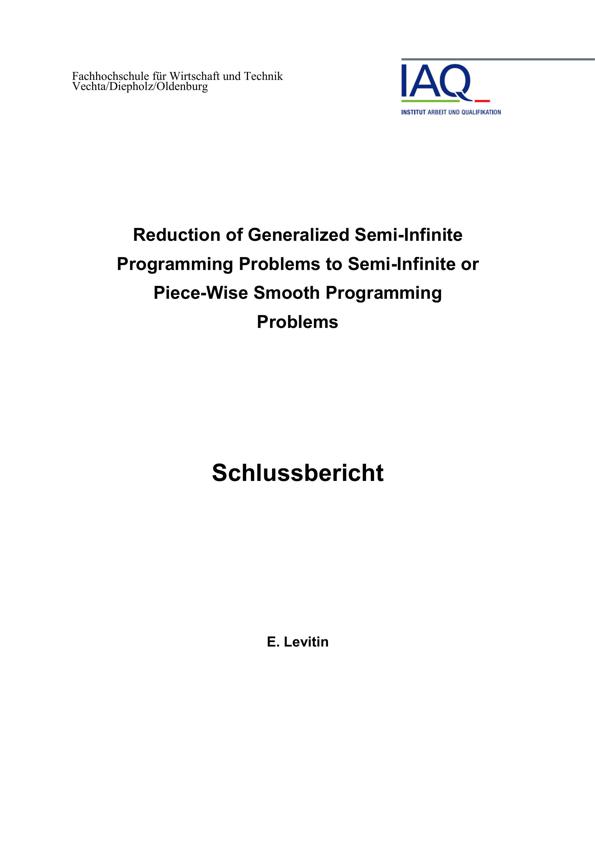 Fachhochschule für Wirtschaft und Technik
Vechta/Diepholz/Oldenburg
IAQ
INSTITUT ARBEIT UND QUALIFIKATION
Reduction of Generalized Semi-Infinite
Programming Problems to Semi-Infinite or
Piece-Wise Smooth Programming
Problems
Schlussbericht
E. Levitin